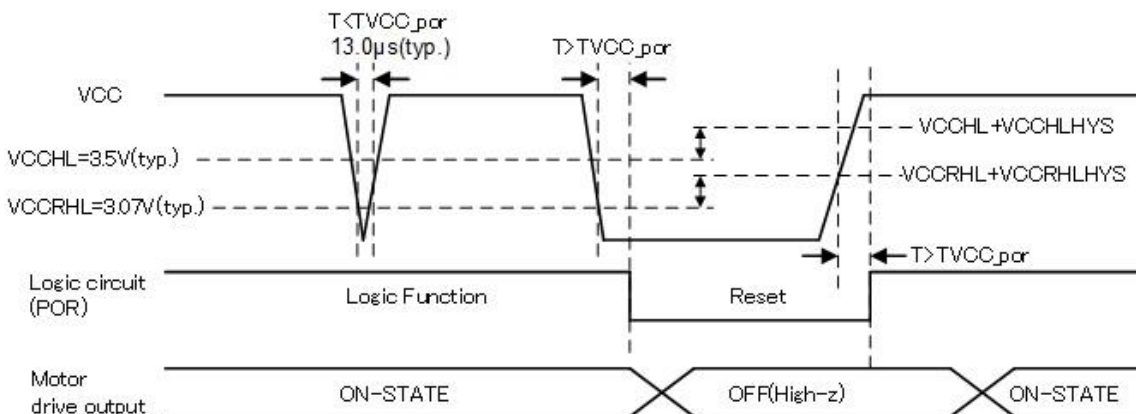 T<TVCC_por
13.0µs(typ.)
T>TVCC_por
VCC
VCCHL+VCCHLHYS
VCCHL=3.5V(typ.)
VCCRHL+VCCRHLHYS
VCCRHL=3.07V(typ.)
T>TVCC_por
Logic circuit
(POR)
Logic Function
Reset
Motor
drive output
ON-STATE
OFF(High-z)
ON-STATE